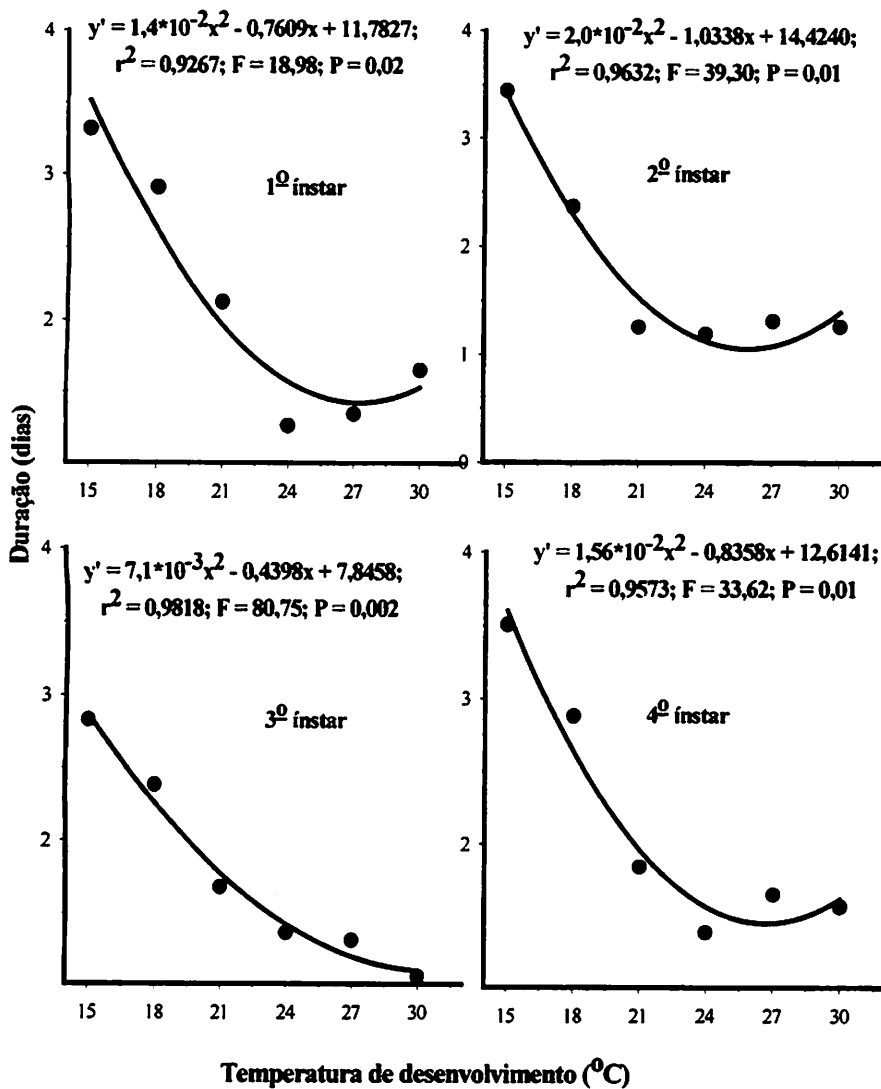 4
y' = 1,4*10-2x2 - 0,7609x + 11,7827;
r2 = 0,9267; F = 18,98; P = 0,02
3
1º ínstar
2
15 18 21 24 27 30
4
y' = 2,0*10-2x2 - 1,0338x + 14,4240;
r2 = 0,9632; F = 39,30; P = 0,01
3
2º ínstar
2
1
0
15 18 21 24 27 30
Duração (dias)
4
y' = 7,1*10-3x2 - 0,4398x + 7,8458;
r2 = 0,9818; F = 80,75; P = 0,002
3
3º ínstar
2
15 18 21 24 27 30
4
y' = 1,56*10-2x2 - 0,8358x + 12,6141;
r2 = 0,9573; F = 33,62; P = 0,01
3
4º ínstar
2
15 18 21 24 27 30
Temperatura de desenvolvimento (ºC)